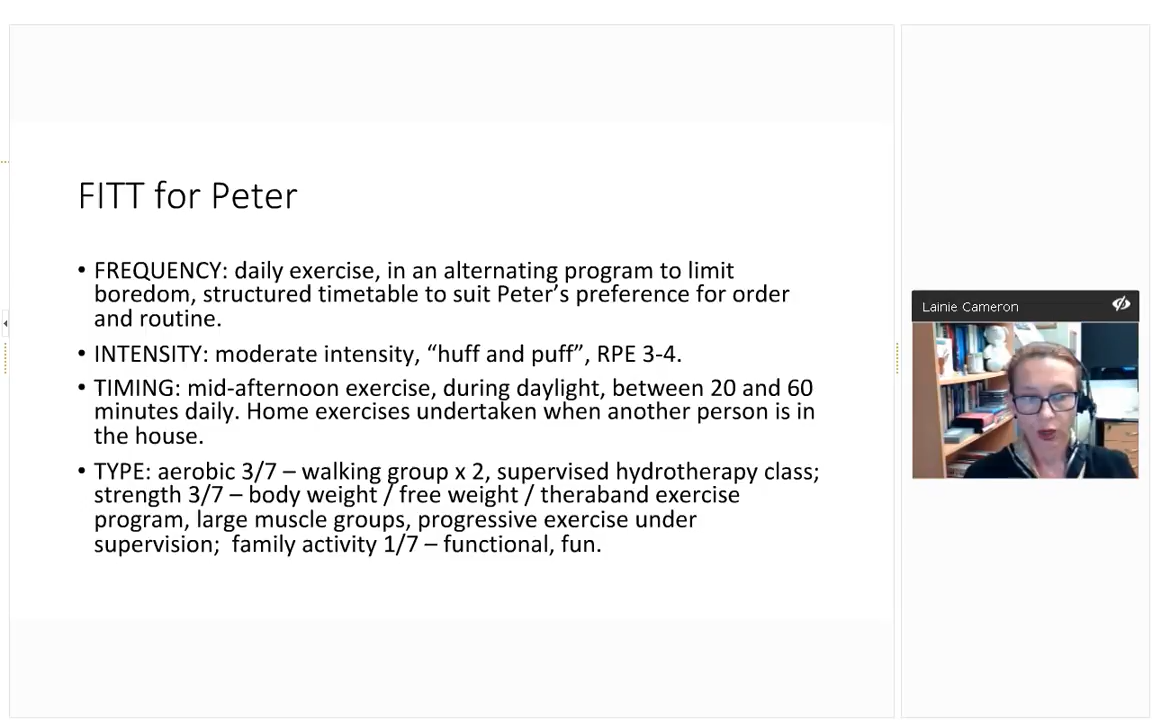 FITT for Peter
• FREQUENCY: daily exercise, in an alternating program to limit
boredom, structured timetable to suit Peter’s preference for order
and routine.
• INTENSITY: moderate intensity, “huff and puff”, RPE 3-4.
• TIMING: mid-afternoon exercise, during daylight, between 20 and 60
minutes daily. Home exercises undertaken when another person is in
the house.
• TYPE: aerobic 3/7 – walking group x 2, supervised hydrotherapy class;
strength 3/7 – body weight / free weight / theraband exercise
program, large muscle groups, progressive exercise under
supervision;  family activity 1/7 – functional, fun.
Lainie Cameron